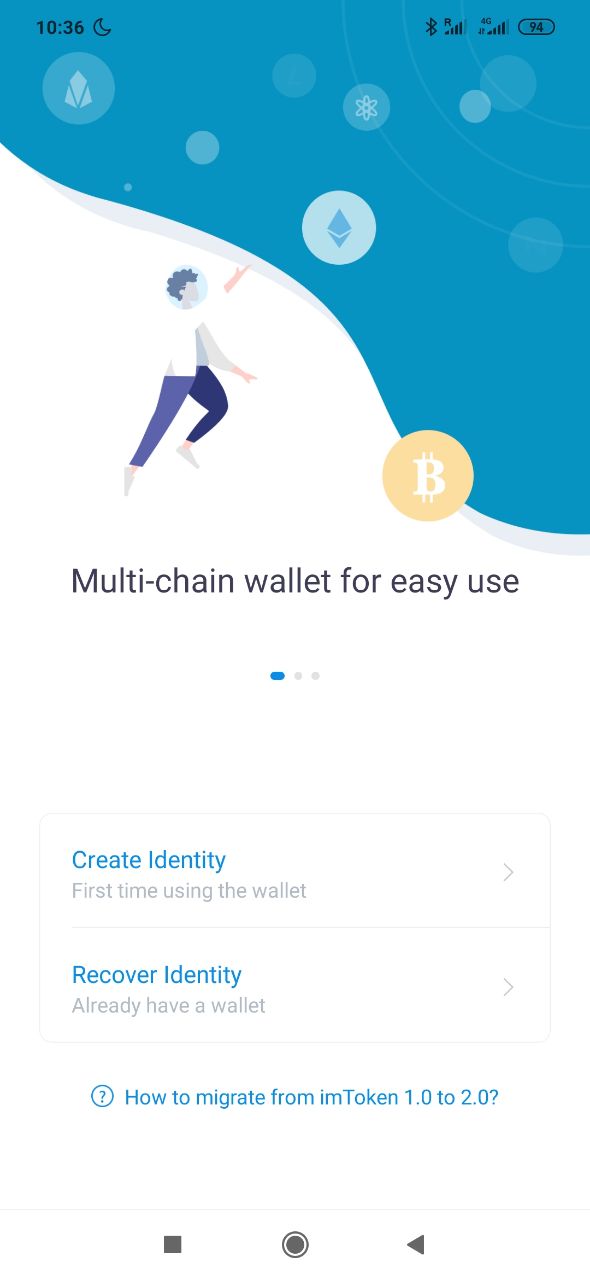 10:36
R 4G 94
Multi-chain wallet for easy use
Create Identity
First time using the wallet
Recover Identity
Already have a wallet
? How to migrate from imToken 1.0 to 2.0?